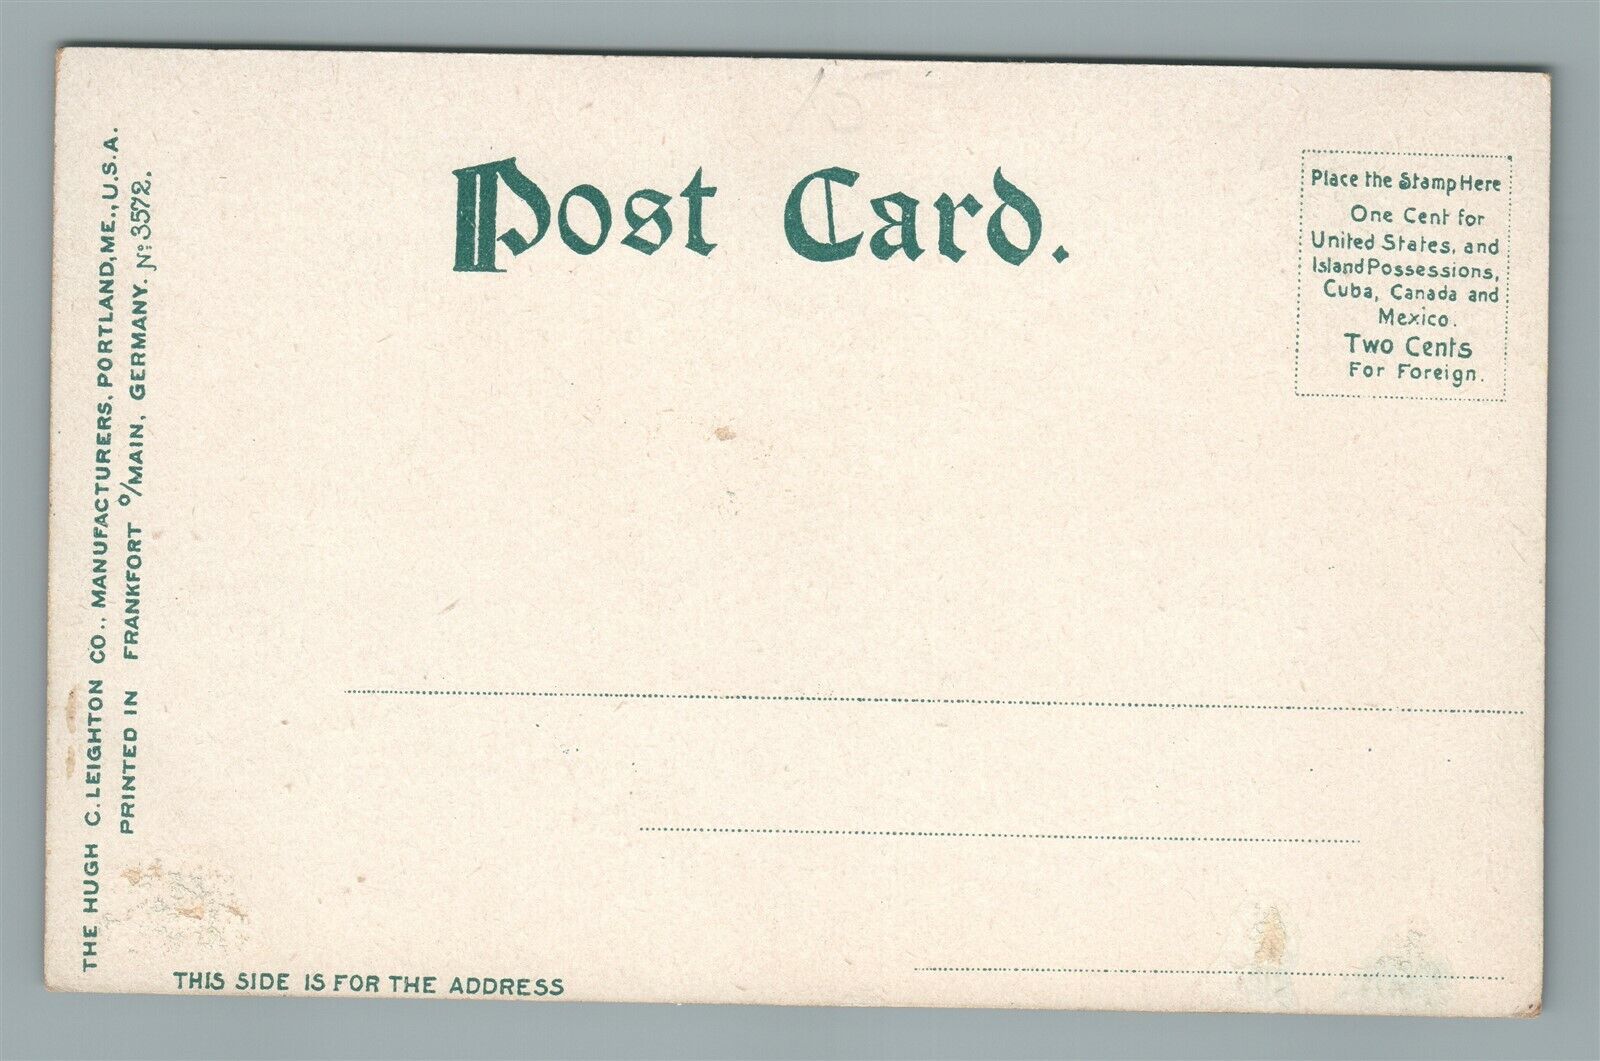 15
Post Card.
Place the Stamp Here
One Cent for
United States, and
Island Possessions,
Cuba, Canada and
Mexico.
Two Cents
For Foreign.
THE HUGH C. LEIGHTON CO., MANUFACTURERS, PORTLAND, ME., U.S.A.
PRINTED IN FRANKFORT o/MAIN, GERMANY. No: 3572.
THIS SIDE IS FOR THE ADDRESS